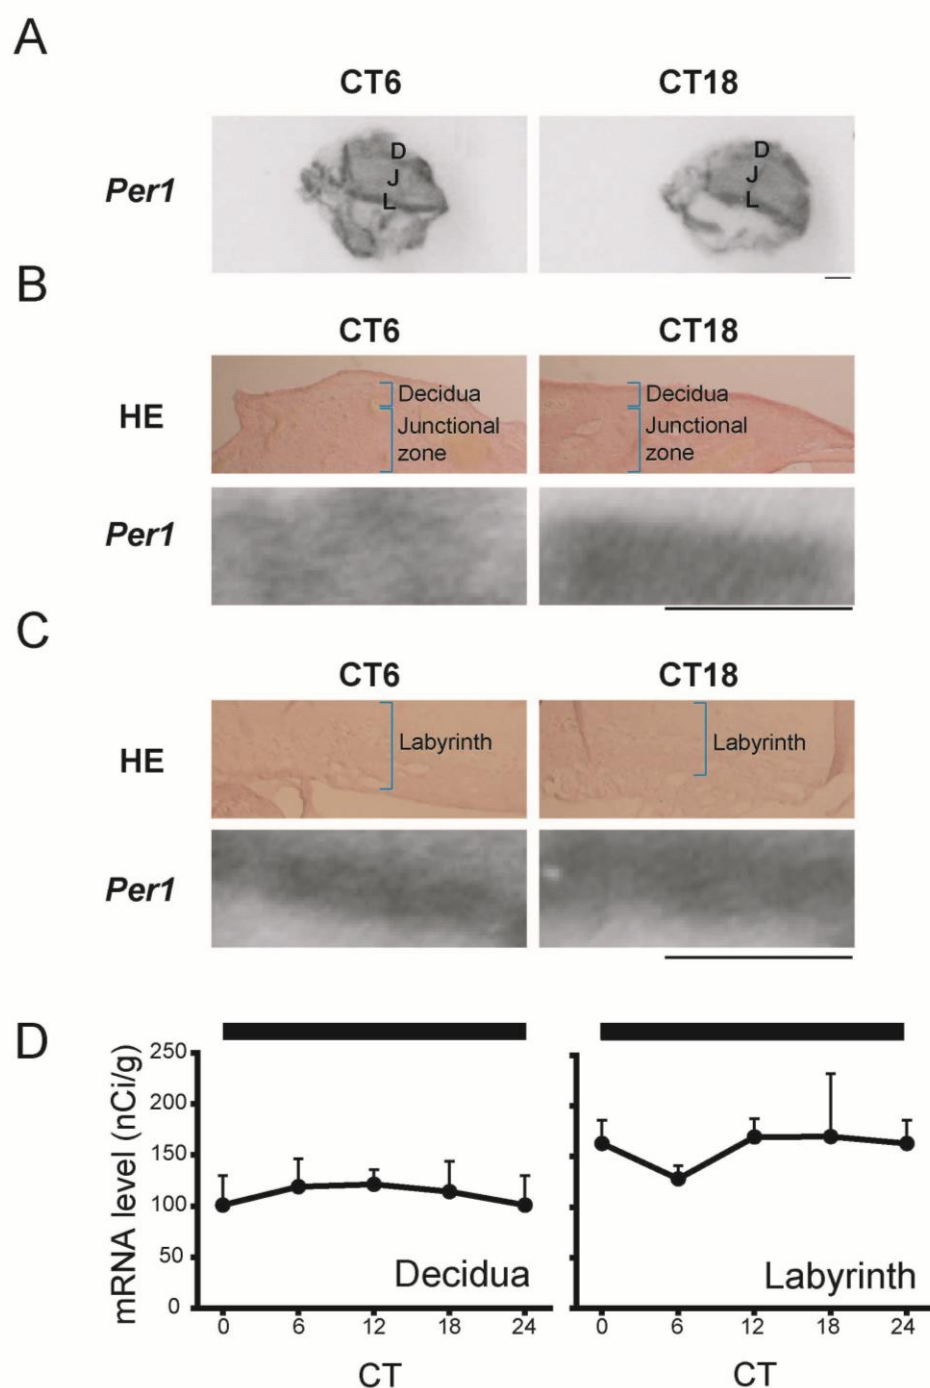 A
CT6 CT18
Per1
D
J
L
D
J
L
B
CT6 CT18
HE
Decidua
Junctional
zone
Decidua
Junctional
zone
Per1
C
CT6 CT18
HE
Labyrinth
Labyrinth
Per1
D
mRNA level (nCi/g)
250
200
150
100
50
0
Decidua
0 6 12 18 24
CT
Labyrinth
0 6 12 18 24
CT